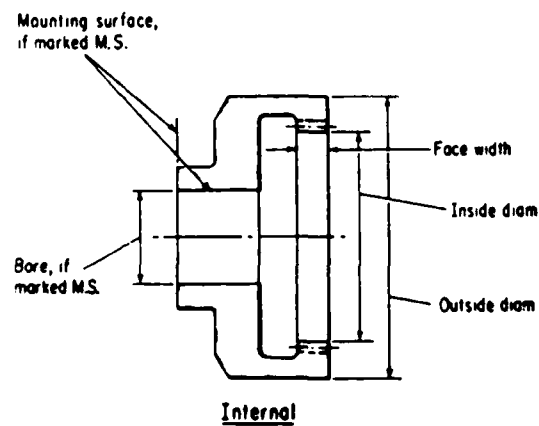 Mounting surface,
if marked M.S.
Face width
Inside diam
Bore, if
marked M.S.
Outside diam
Internal